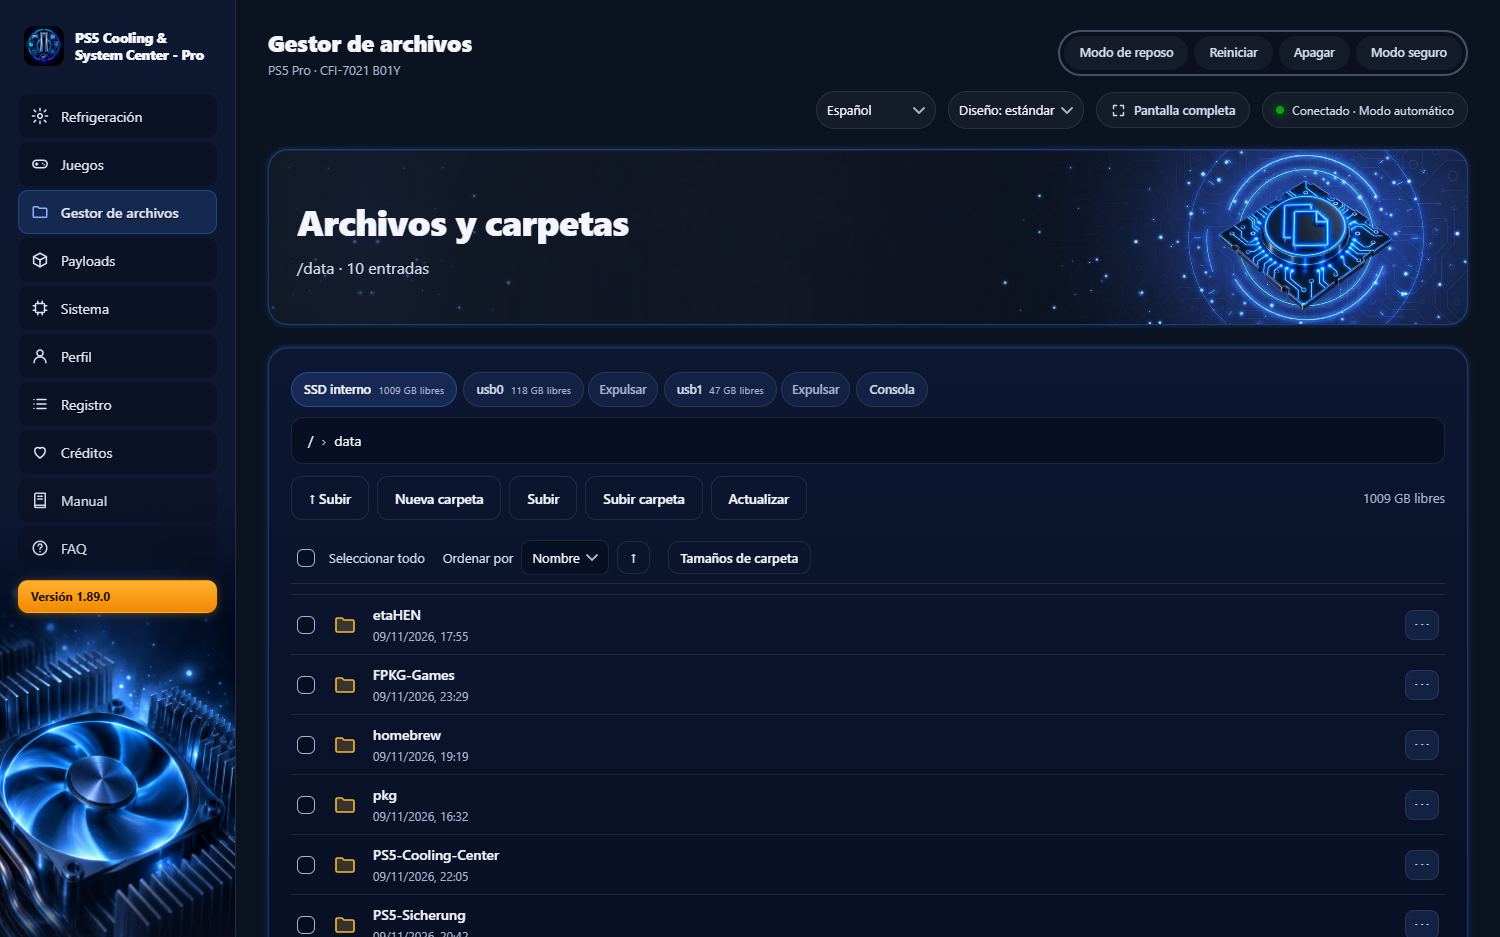 PS5 Cooling &
System Center - Pro
Refrigeración
Juegos
Gestor de archivos
Payloads
Sistema
Perfil
Registro
Créditos
Manual
FAQ
Versión 1.89.0
Gestor de archivos
PS5 Pro · CFI-7021 B01Y
Modo de reposo
Reiniciar
Apagar
Modo seguro
Español
Diseño: estándar
Pantalla completa
Conectado · Modo automático
Archivos y carpetas
/data · 10 entradas
SSD interno 1009 GB libres
usb0 118 GB libres
Expulsar
usb1 47 GB libres
Expulsar
Consola
/ › data
↑ Subir
Nueva carpeta
Subir
Subir carpeta
Actualizar
1009 GB libres
Seleccionar todo
Ordenar por
Nombre
↑
Tamaños de carpeta
etaHEN
09/11/2026, 17:55
FPKG-Games
09/11/2026, 23:29
homebrew
09/11/2026, 19:19
pkg
09/11/2026, 16:32
PS5-Cooling-Center
09/11/2026, 22:05
PS5-Sicherung
09/11/2026, 20:42